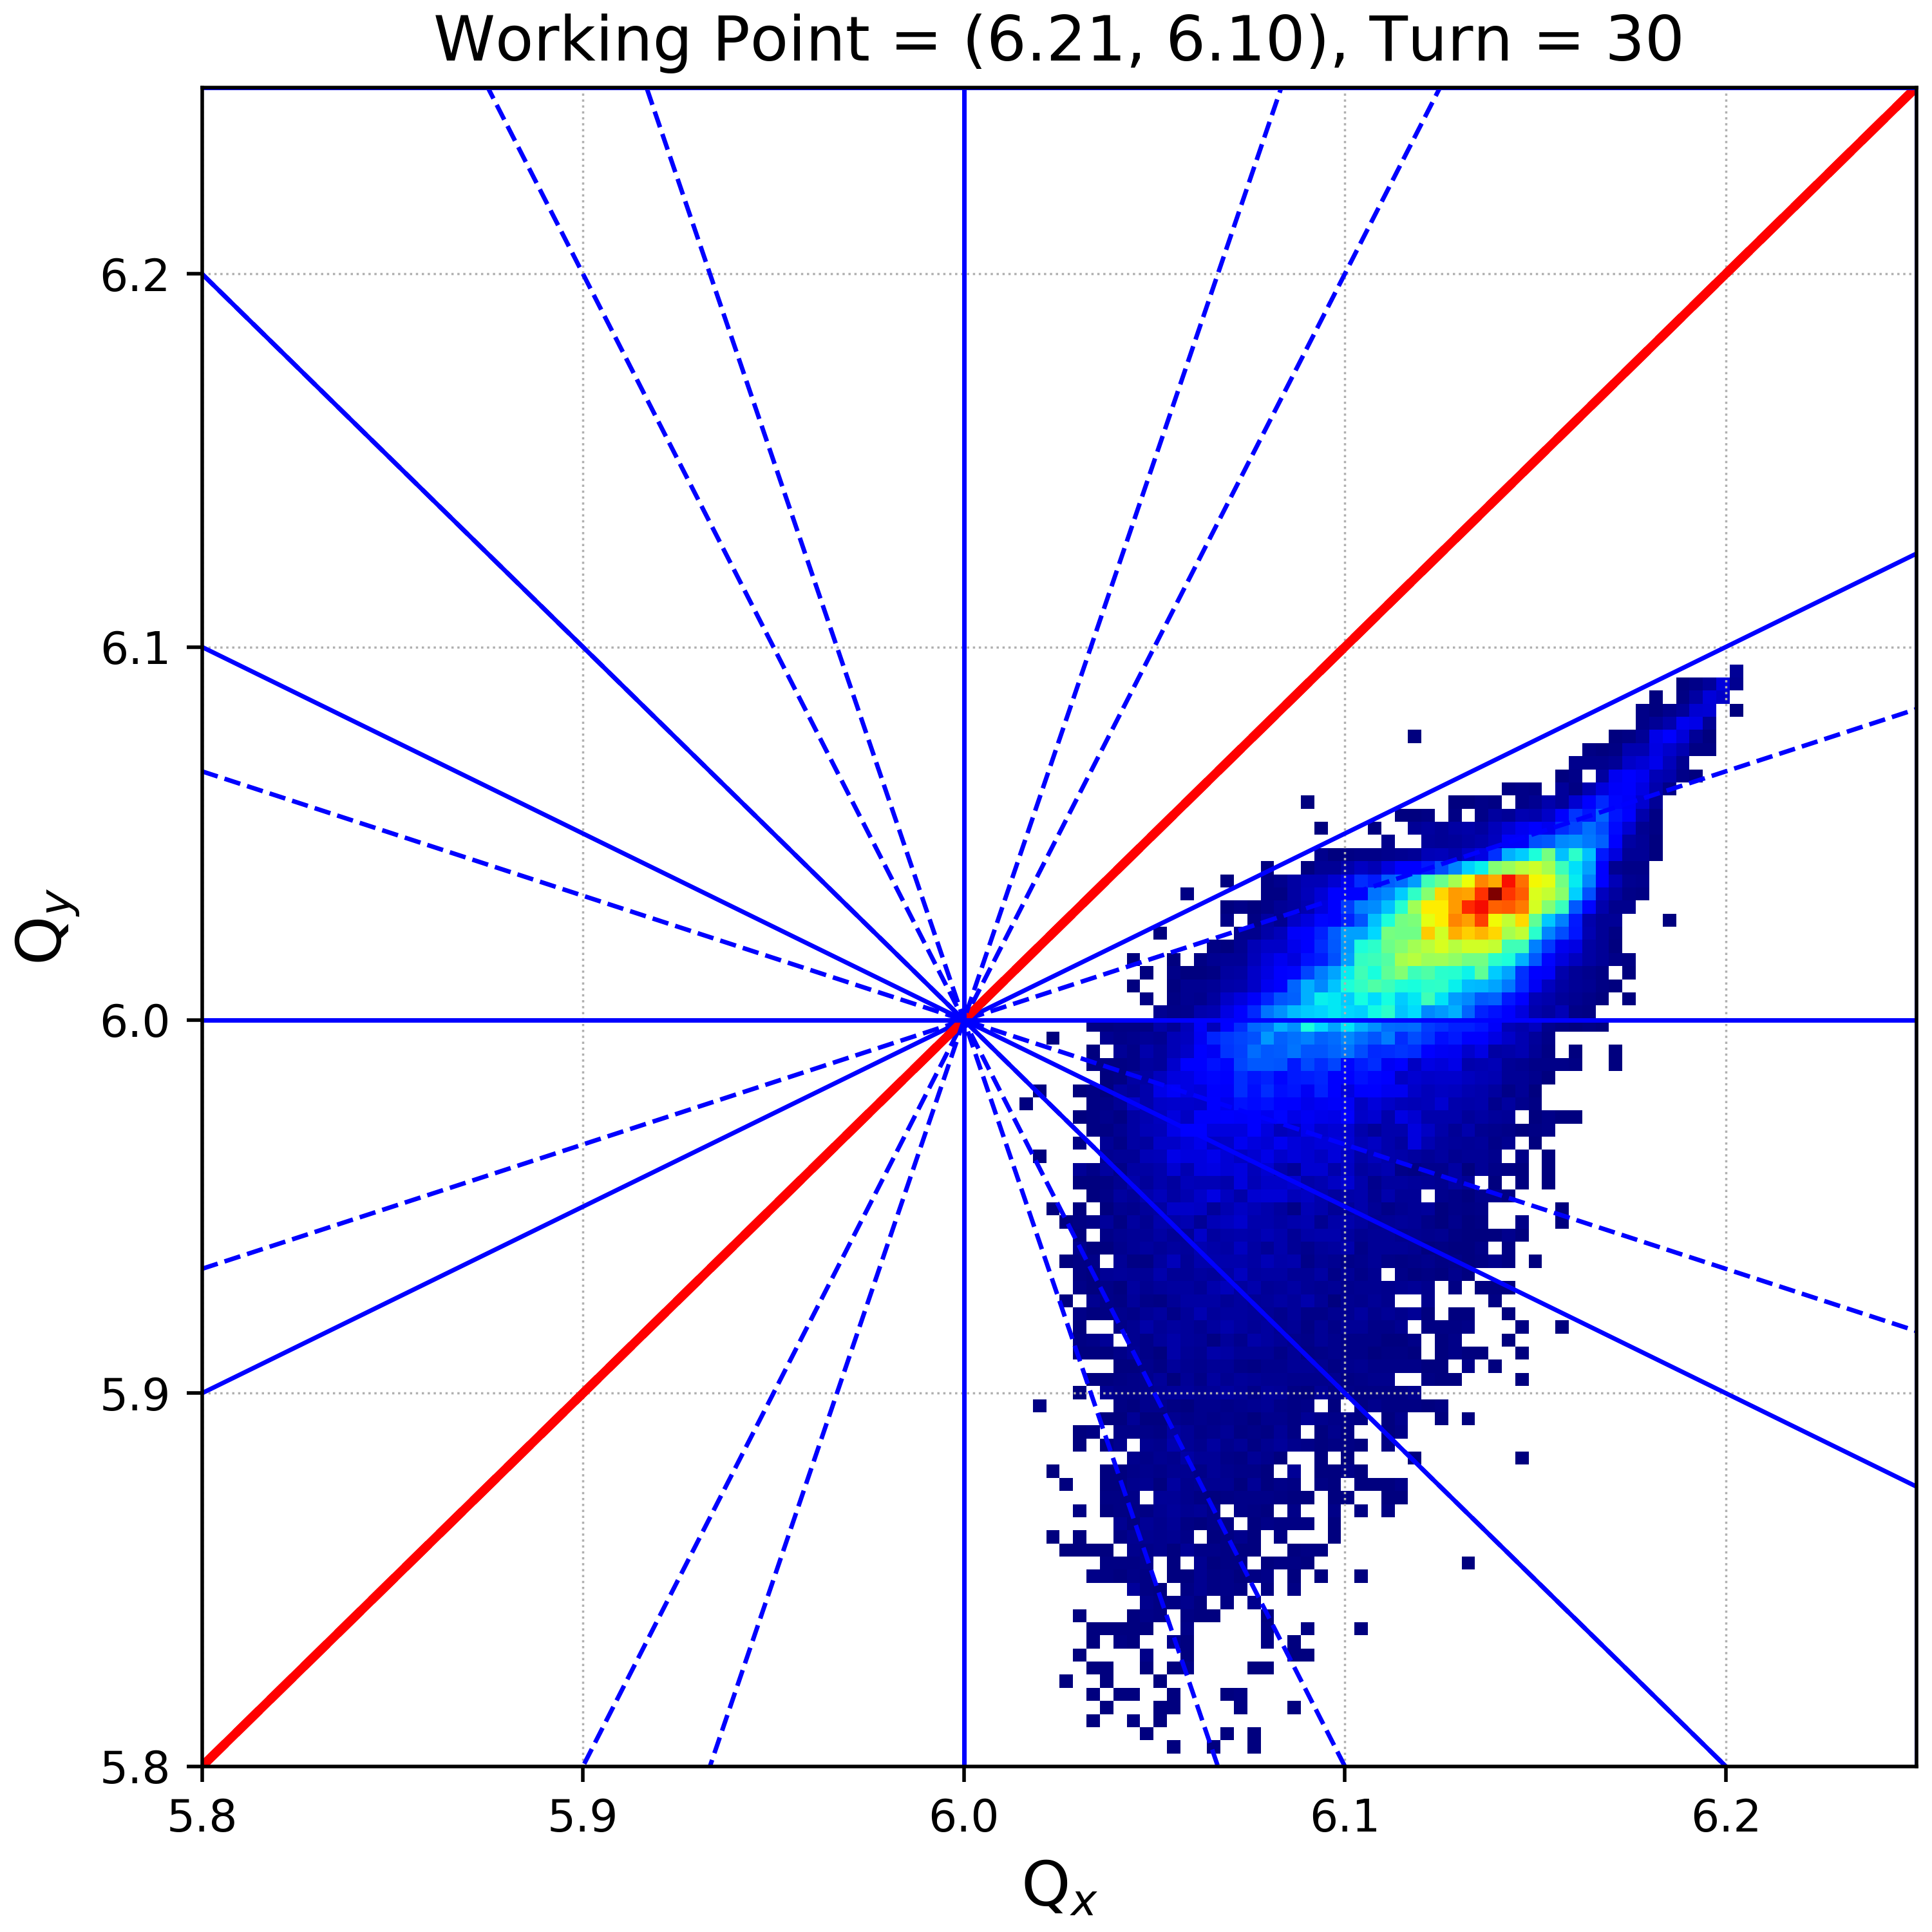 Working Point = (6.21, 6.10), Turn = 30
6.2
6.1
6.0
5.9
5.8
Qy
5.8 5.9 6.0 6.1 6.2
Qx